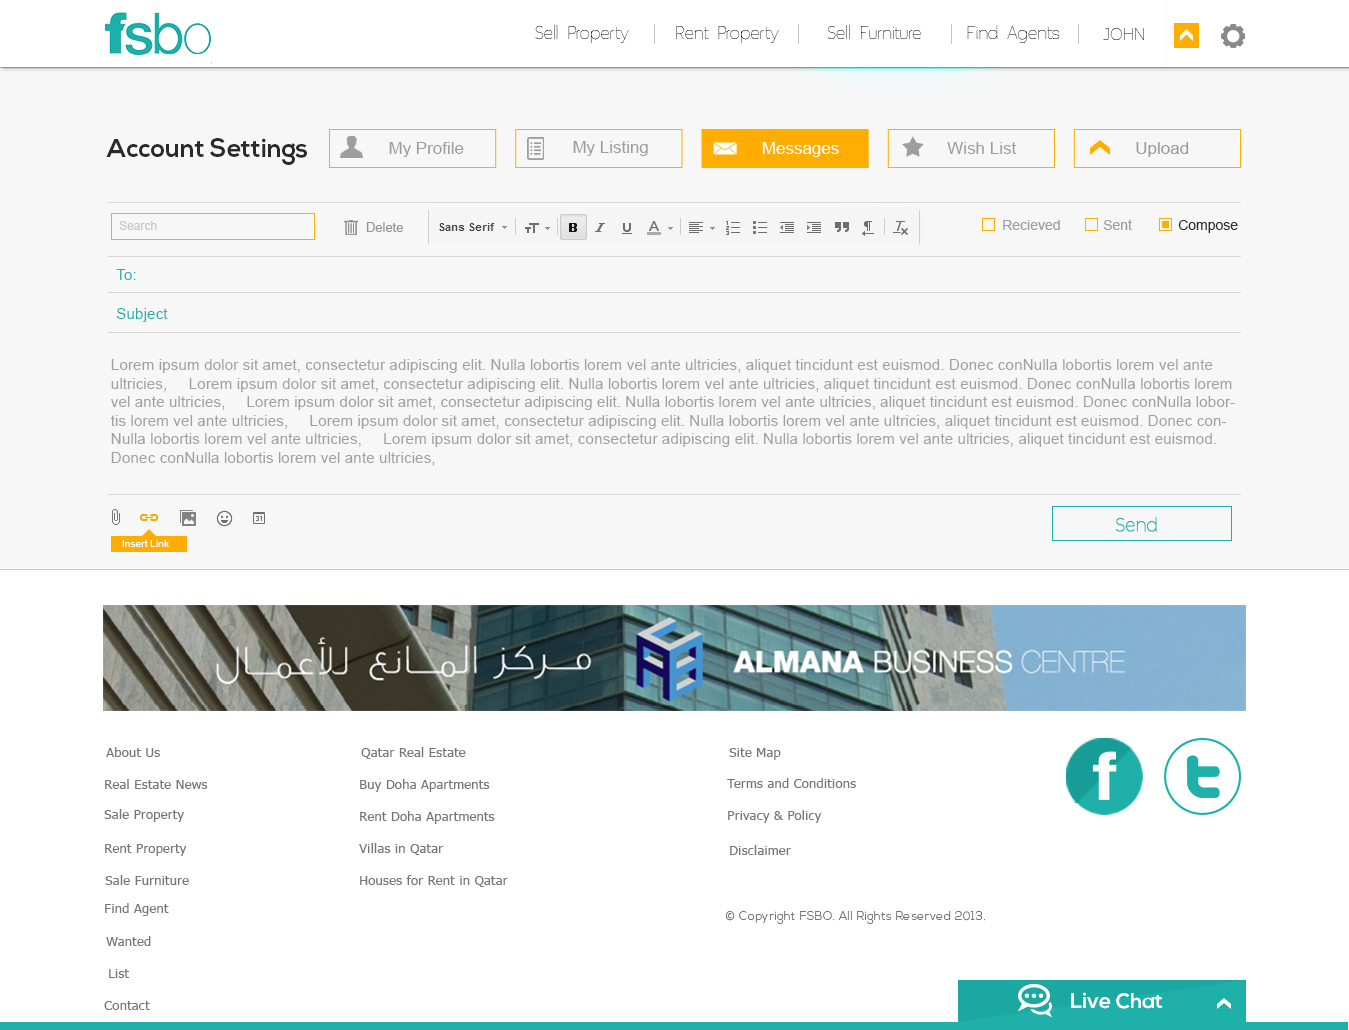 fsbo
Sell Property
Rent Property
Sell Furniture
Find Agents
JOHN
Account Settings
My Profile
My Listing
Messages
Wish List
Upload
Search
Delete
Sans Serif
TT
B
I
U
A
Tx
Recieved
Sent
Compose
To:
Subject
Lorem ipsum dolor sit amet, consectetur adipiscing elit. Nulla lobortis lorem vel ante ultricies, aliquet tincidunt est euismod. Donec conNulla lobortis lorem vel ante
ultricies, Lorem ipsum dolor sit amet, consectetur adipiscing elit. Nulla lobortis lorem vel ante ultricies, aliquet tincidunt est euismod. Donec conNulla lobortis lorem
vel ante ultricies, Lorem ipsum dolor sit amet, consectetur adipiscing elit. Nulla lobortis lorem vel ante ultricies, aliquet tincidunt est euismod. Donec conNulla lobor-
tis lorem vel ante ultricies, Lorem ipsum dolor sit amet, consectetur adipiscing elit. Nulla lobortis lorem vel ante ultricies, aliquet tincidunt est euismod. Donec con-
Nulla lobortis lorem vel ante ultricies, Lorem ipsum dolor sit amet, consectetur adipiscing elit. Nulla lobortis lorem vel ante ultricies, aliquet tincidunt est euismod.
Donec conNulla lobortis lorem vel ante ultricies,
31
Insert Link
Send
مركز المانع للأعمال
ALMANA BUSINESS CENTRE
About Us
Real Estate News
Sale Property
Rent Property
Sale Furniture
Find Agent
Wanted
List
Contact
Qatar Real Estate
Buy Doha Apartments
Rent Doha Apartments
Villas in Qatar
Houses for Rent in Qatar
Site Map
Terms and Conditions
Privacy & Policy
Disclaimer
© Copyright FSBO. All Rights Reserved 2013.
f
t
Live Chat